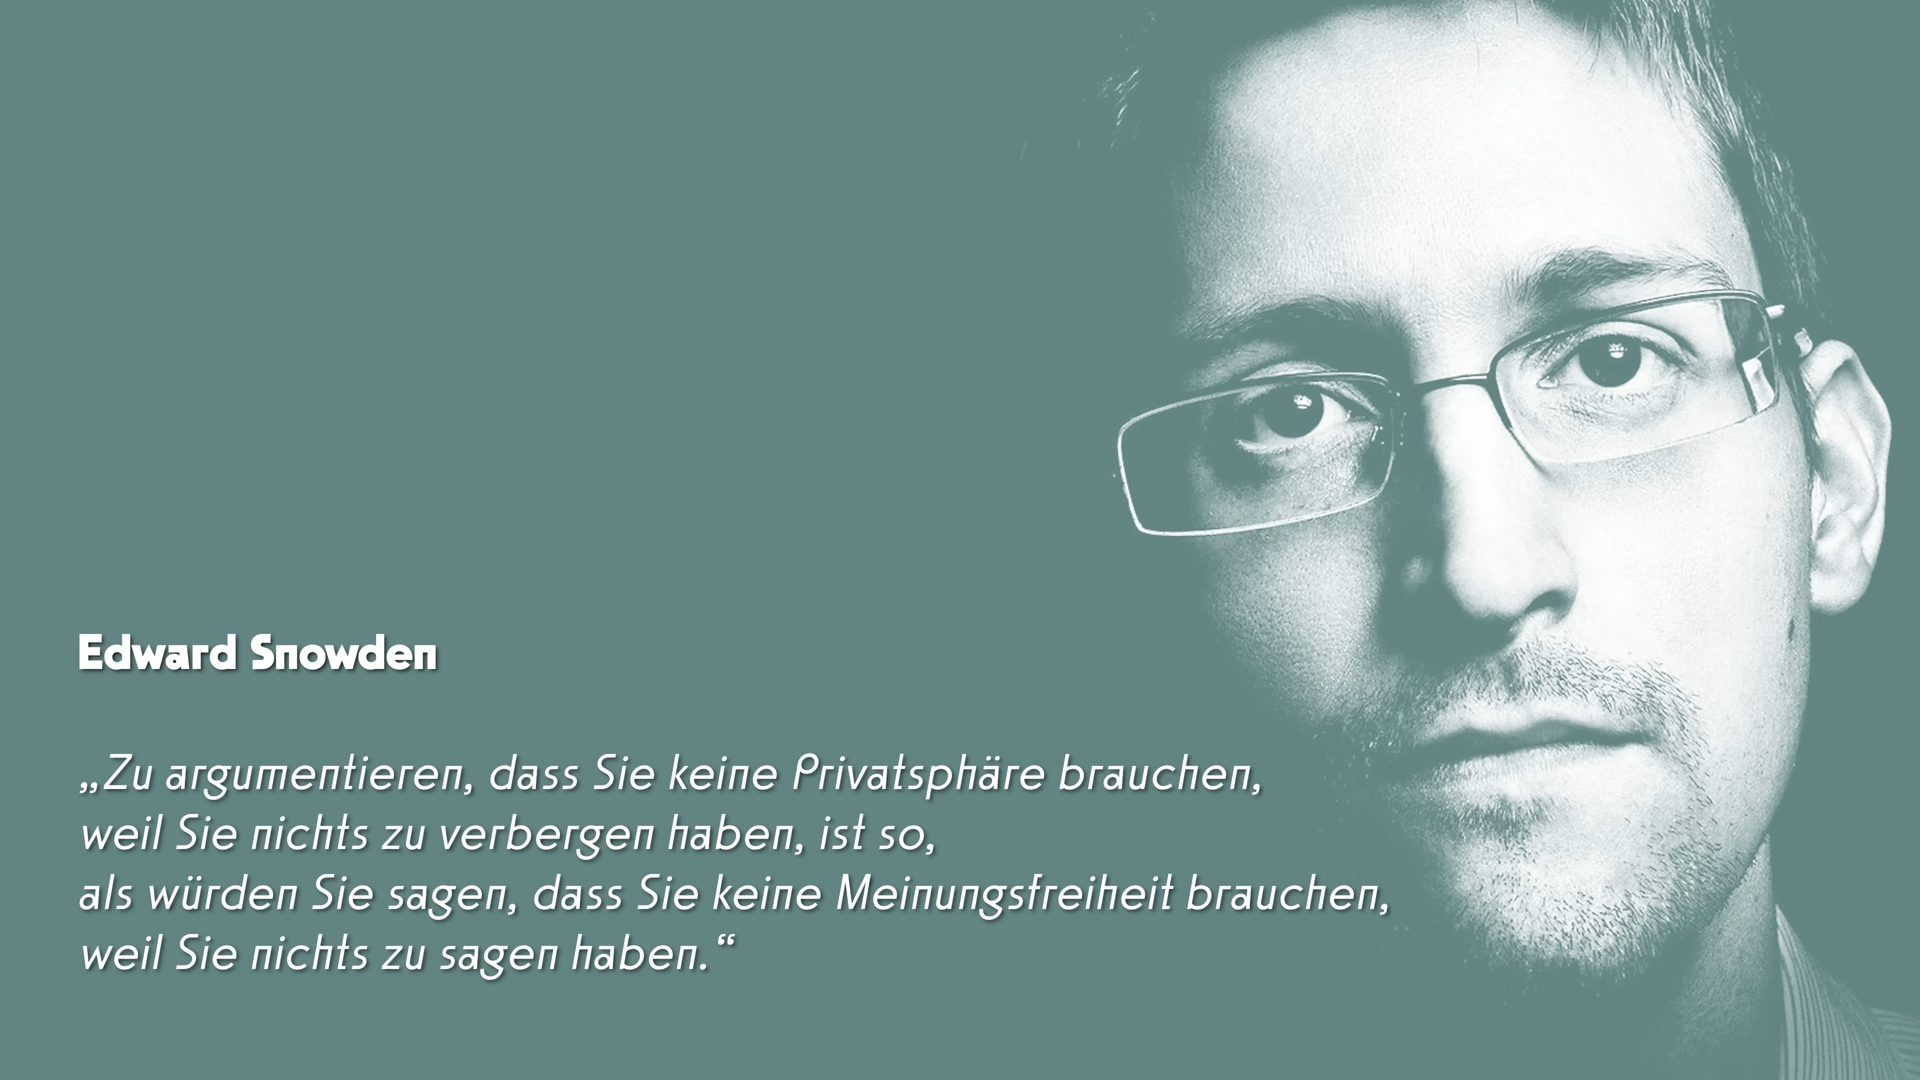 Edward Snowden
„Zu argumentieren, dass Sie keine Privatsphäre brauchen,
weil Sie nichts zu verbergen haben, ist so,
als würden Sie sagen, dass Sie keine Meinungsfreiheit brauchen,
weil Sie nichts zu sagen haben.“